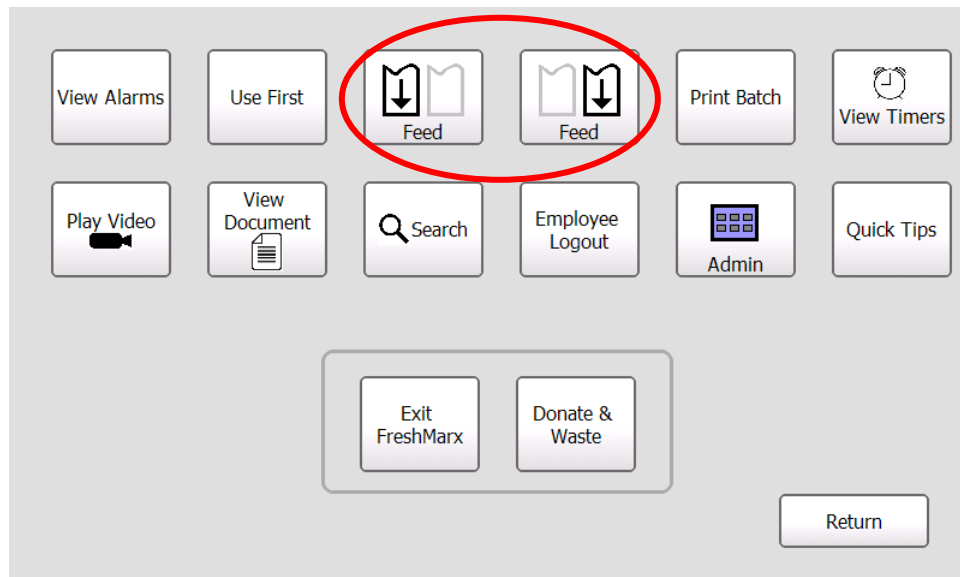 View Alarms
Use First
Feed
Feed
Print Batch
View Timers
Play Video
View
Document
Search
Employee
Logout
Admin
Quick Tips
Exit
FreshMarx
Donate &
Waste
Return